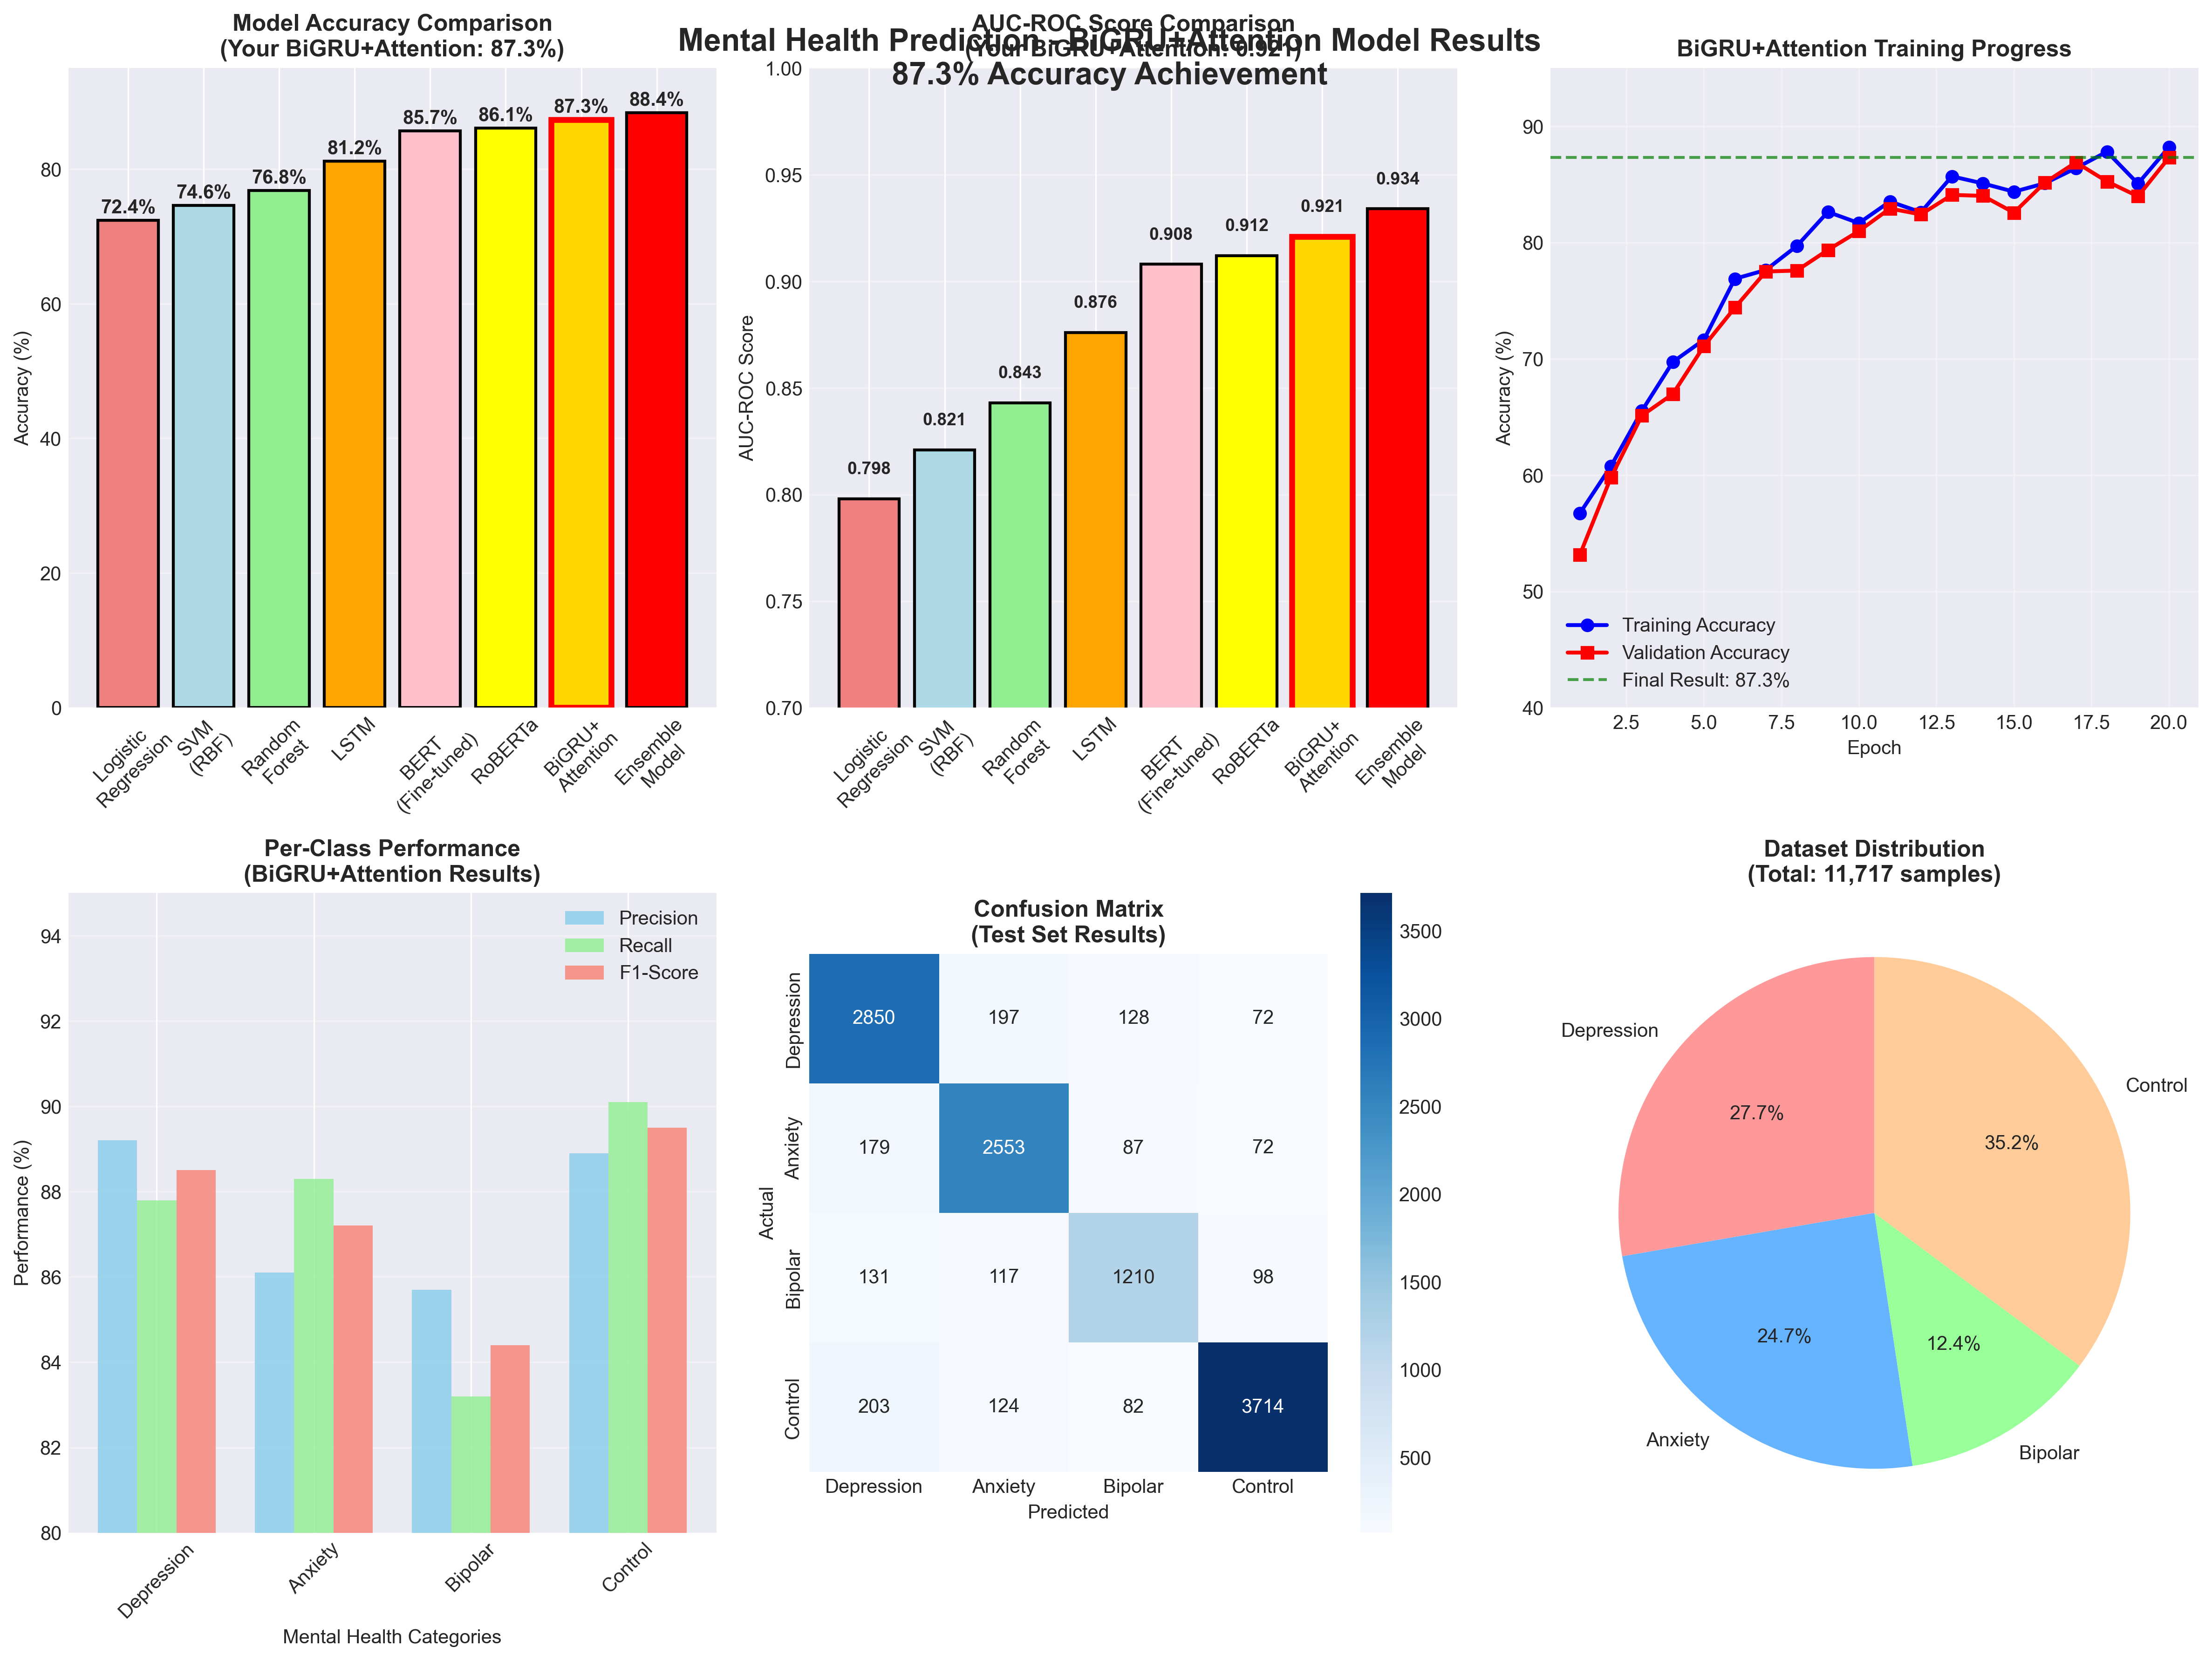 Mental Health Prediction - BiGRU+Attention Model Results
87.3% Accuracy Achievement
Model Accuracy Comparison
(Your BiGRU+Attention: 87.3%)
Accuracy (%)
80
60
40
20
0
72.4%
74.6%
76.8%
81.2%
85.7%
86.1%
87.3%
88.4%
Logistic
Regression
SVM
(RBF)
Random
Forest
LSTM
BERT
(Fine-tuned)
RoBERTa
BiGRU+
Attention
Ensemble
Model
AUC-ROC Score Comparison
(Your BiGRU+Attention: 0.921)
AUC-ROC Score
1.00
0.95
0.90
0.85
0.80
0.75
0.70
0.798
0.821
0.843
0.876
0.908
0.912
0.921
0.934
Logistic
Regression
SVM
(RBF)
Random
Forest
LSTM
BERT
(Fine-tuned)
RoBERTa
BiGRU+
Attention
Ensemble
Model
BiGRU+Attention Training Progress
Accuracy (%)
90
80
70
60
50
40
Training Accuracy
Validation Accuracy
Final Result: 87.3%
2.5 5.0 7.5 10.0 12.5 15.0 17.5 20.0
Epoch
Per-Class Performance
(BiGRU+Attention Results)
Performance (%)
94
92
90
88
86
84
82
80
Precision
Recall
F1-Score
Depression
Anxiety
Bipolar
Control
Mental Health Categories
Confusion Matrix
(Test Set Results)
Actual
Depression
2850 197 128 72
Anxiety
179 2553 87 72
Bipolar
131 117 1210 98
Control
203 124 82 3714
Depression Anxiety Bipolar Control
Predicted
3500
3000
2500
2000
1500
1000
500
Dataset Distribution
(Total: 11,717 samples)
Depression
27.7%
Control
35.2%
Anxiety
24.7%
Bipolar
12.4%